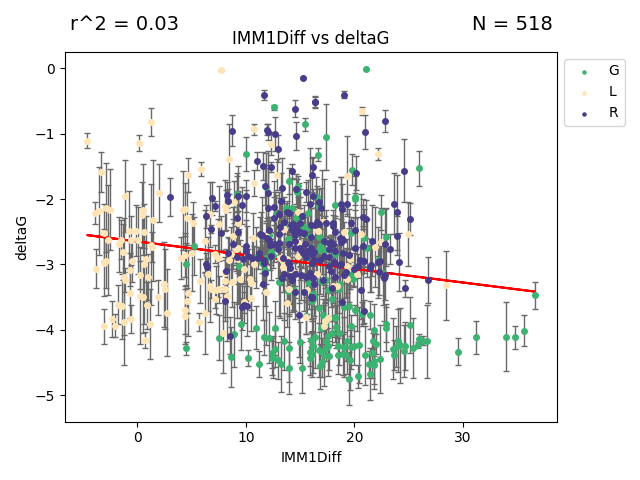 r^2 = 0.03
N = 518
IMM1Diff vs deltaG
0
−1
−2
−3
−4
−5
deltaG
0
10
20
30
IMM1Diff
G
L
R